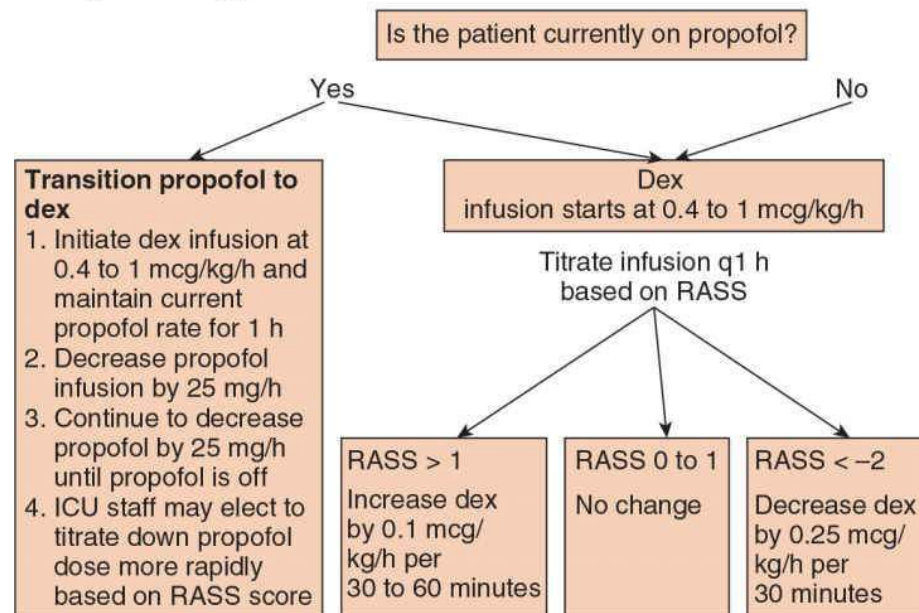 Is the patient currently on propofol?
Yes
No
Transition propofol to
dex
1. Initiate dex infusion at
0.4 to 1 mcg/kg/h and
maintain current
propofol rate for 1 h
2. Decrease propofol
infusion by 25 mg/h
3. Continue to decrease
propofol by 25 mg/h
until propofol is off
4. ICU staff may elect to
titrate down propofol
dose more rapidly
based on RASS score
Dex
infusion starts at 0.4 to 1 mcg/kg/h
Titrate infusion q1 h
based on RASS
RASS > 1
Increase dex
by 0.1 mcg/
kg/h per
30 to 60 minutes
RASS 0 to 1
No change
RASS < –2
Decrease dex
by 0.25 mcg/
kg/h per
30 minutes